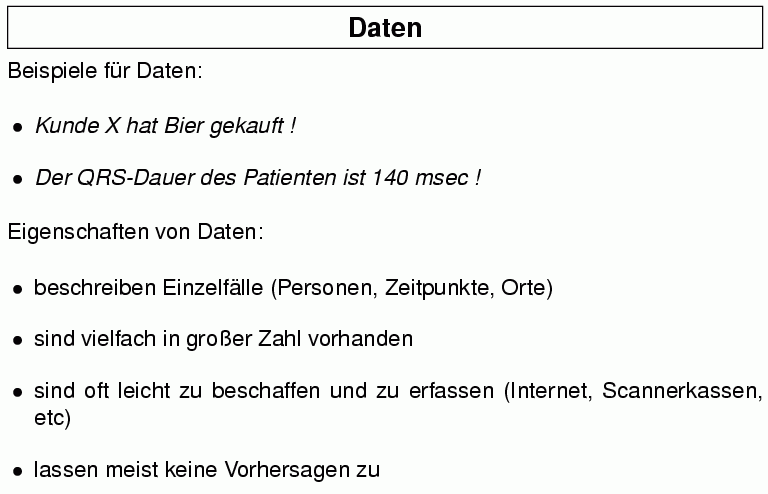 Daten
Beispiele für Daten:
• Kunde X hat Bier gekauft !
• Der QRS-Dauer des Patienten ist 140 msec !
Eigenschaften von Daten:
• beschreiben Einzelfälle (Personen, Zeitpunkte, Orte)
• sind vielfach in großer Zahl vorhanden
• sind oft leicht zu beschaffen und zu erfassen (Internet, Scannerkassen,
etc)
• lassen meist keine Vorhersagen zu